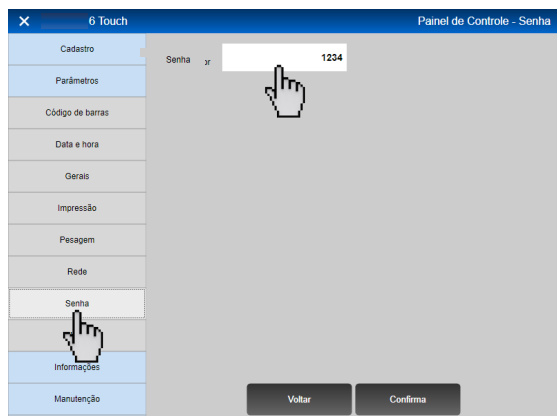 ✕ 6 Touch Painel de Controle - Senha
Cadastro
Senha or 1234
Parâmetros
Código de barras
Data e hora
Gerais
Impressão
Pesagem
Rede
Senha
Informações
Manutenção
Voltar Confirma